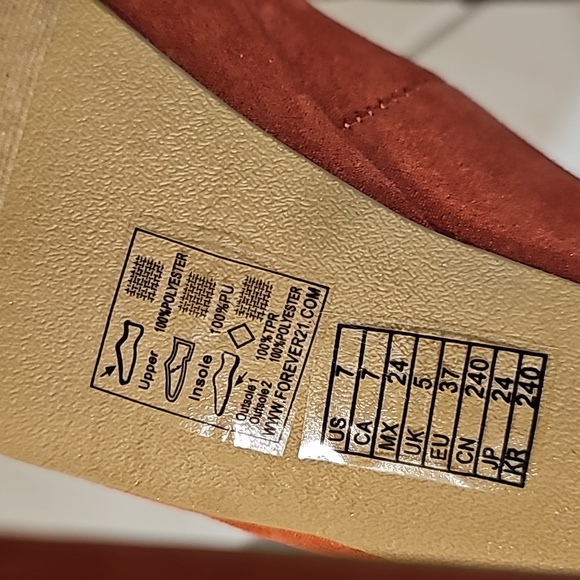 100%POLYESTER
Upper
100%PU
Insole
100%TPR
100%POLYESTER
Outsole 1
Outsole 2
WWW.FOREVER21.COM
US 7
CA 7
MX 24
UK 5
EU 37
CN 240
JP 24
KR 240